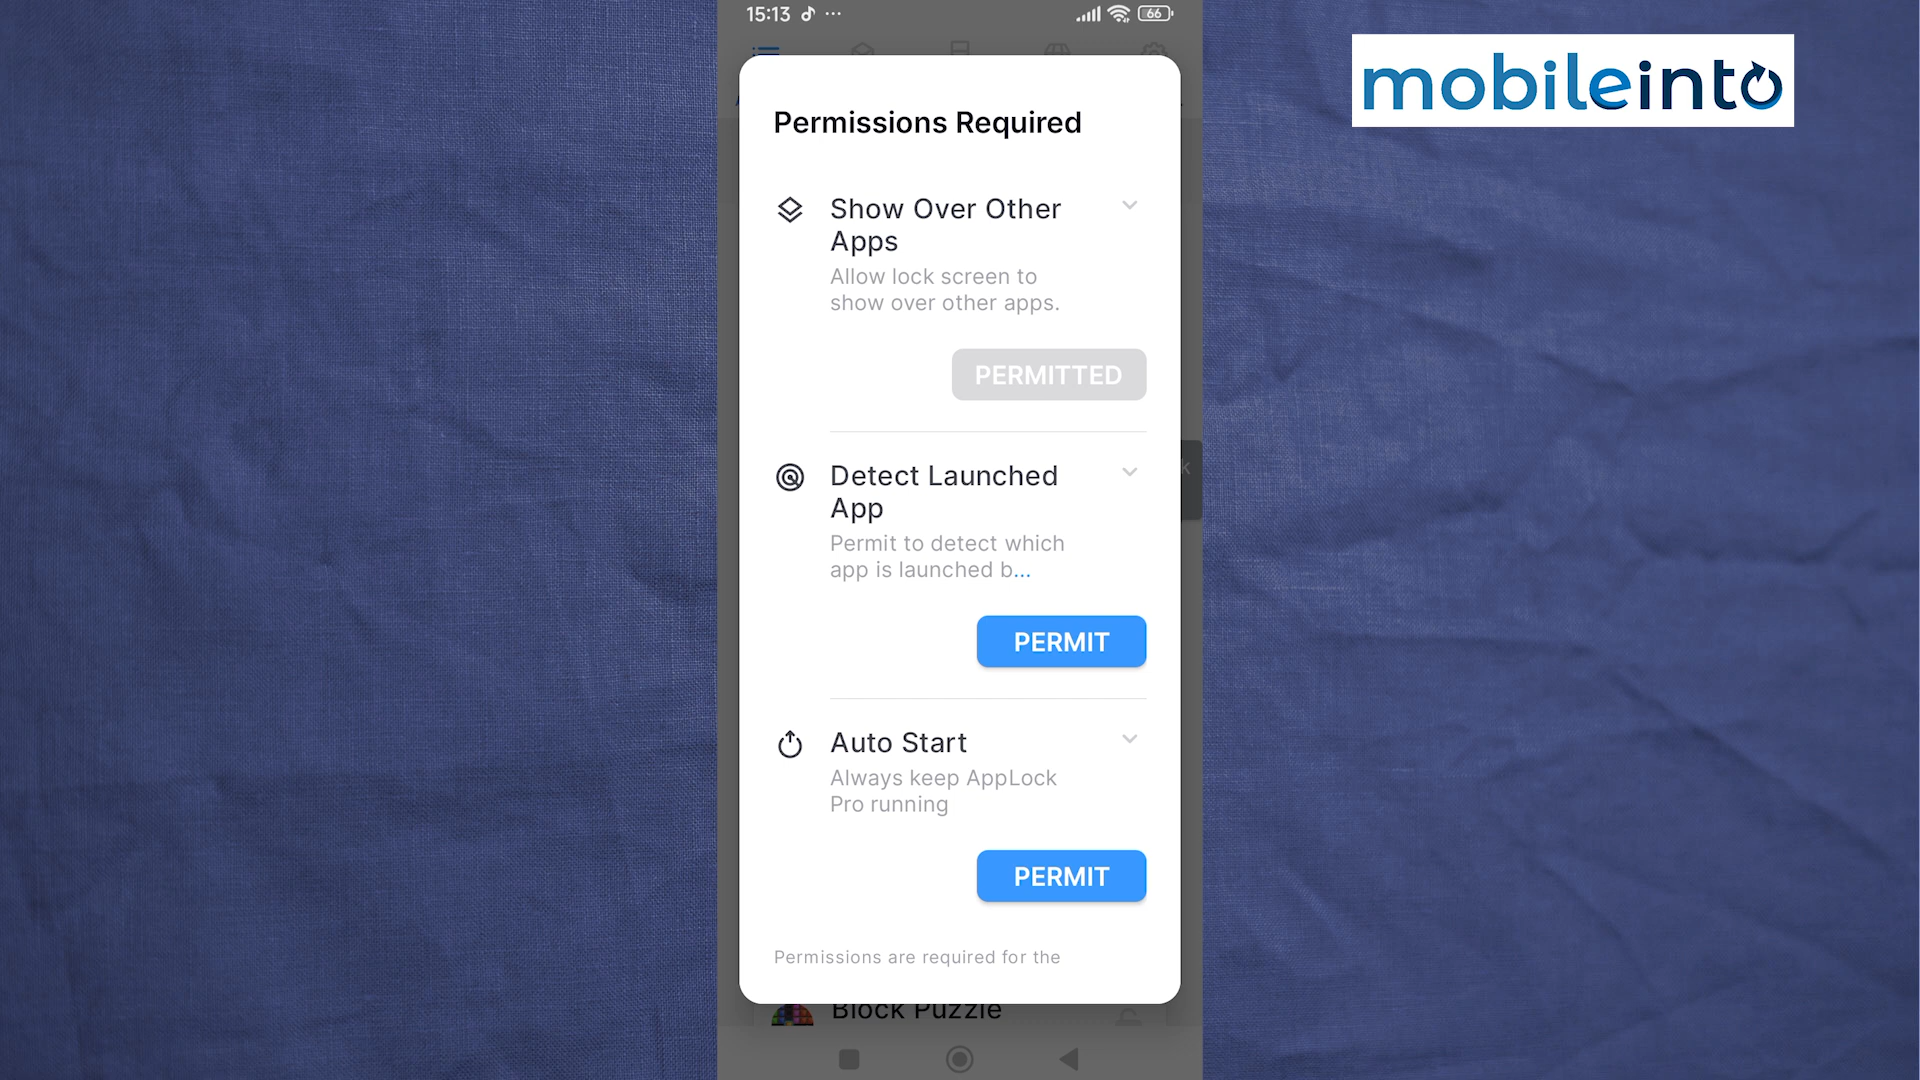 15:13
66
mobileinto
Permissions Required
Show Over Other
Apps
Allow lock screen to
show over other apps.
PERMITTED
k
Detect Launched
App
Permit to detect which
app is launched b...
PERMIT
Auto Start
Always keep AppLock
Pro running
PERMIT
Permissions are required for the
Block Puzzle